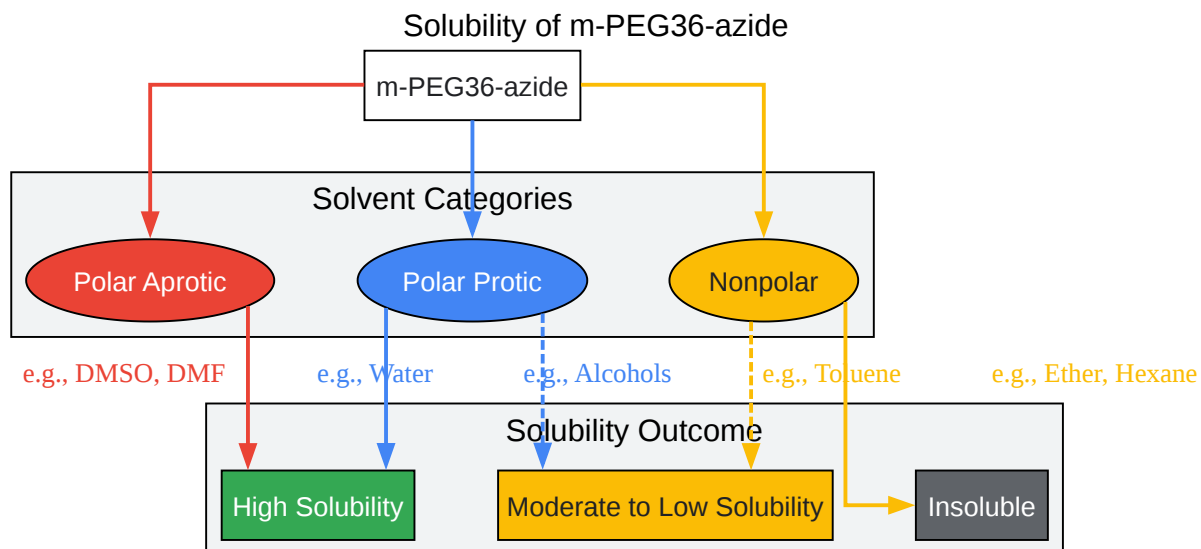 Solubility of m-PEG36-azide
m-PEG36-azide
Solvent Categories
Polar Aprotic
Polar Protic
Nonpolar
e.g., DMSO, DMF
e.g., Water
e.g., Alcohols
e.g., Toluene
e.g., Ether, Hexane
Solubility Outcome
High Solubility
Moderate to Low Solubility
Insoluble